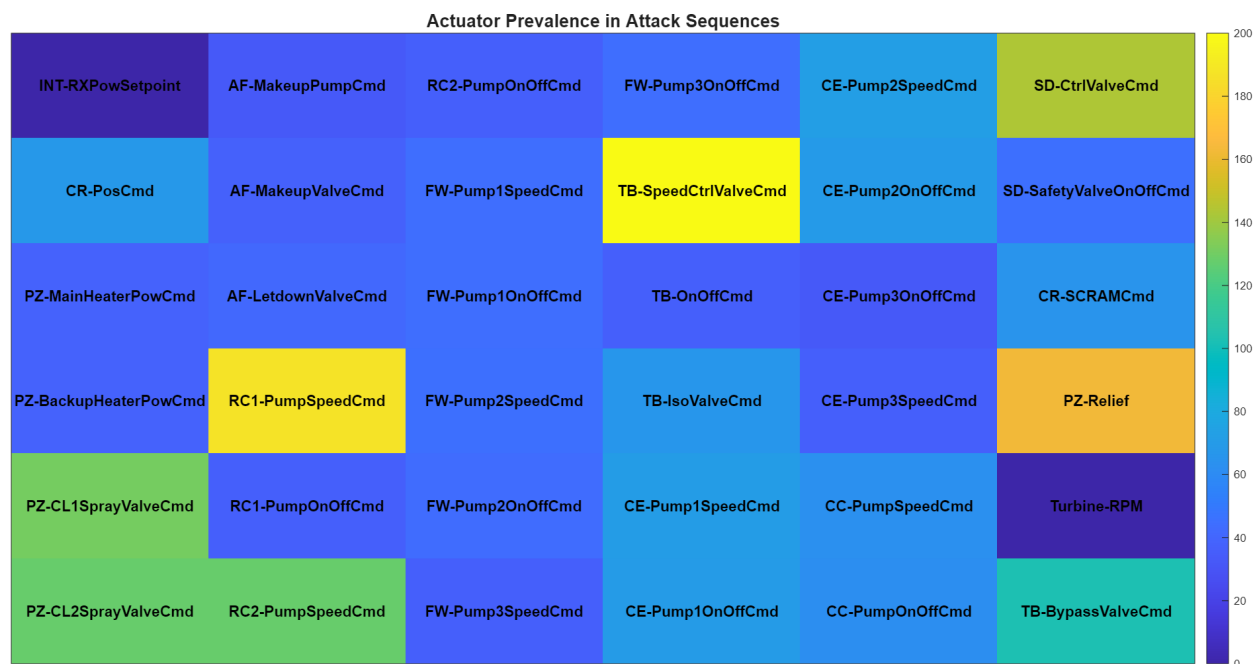 Actuator Prevalence in Attack Sequences
INT-RXPowSetpoint AF-MakeupPumpCmd RC2-PumpOnOffCmd FW-Pump3OnOffCmd CE-Pump2SpeedCmd SD-CtrlValveCmd
CR-PosCmd AF-MakeupValveCmd FW-Pump1SpeedCmd TB-SpeedCtrlValveCmd CE-Pump2OnOffCmd SD-SafetyValveOnOffCmd
PZ-MainHeaterPowCmd AF-LetdownValveCmd FW-Pump1OnOffCmd TB-OnOffCmd CE-Pump3OnOffCmd CR-SCRAMCmd
PZ-BackupHeaterPowCmd RC1-PumpSpeedCmd FW-Pump2SpeedCmd TB-IsoValveCmd CE-Pump3SpeedCmd PZ-Relief
PZ-CL1SprayValveCmd RC1-PumpOnOffCmd FW-Pump2OnOffCmd CE-Pump1SpeedCmd CC-PumpSpeedCmd Turbine-RPM
PZ-CL2SprayValveCmd RC2-PumpSpeedCmd FW-Pump3SpeedCmd CE-Pump1OnOffCmd CC-PumpOnOffCmd TB-BypassValveCmd
200
180
160
140
120
100
80
60
40
20
0